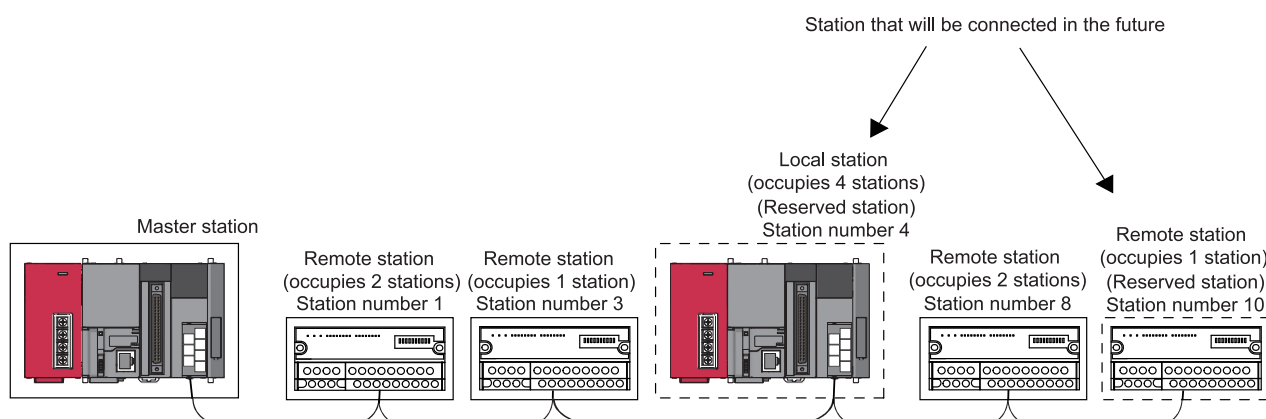 Station that will be connected in the future
Master station
Remote station
(occupies 2 stations)
Station number 1
Remote station
(occupies 1 station)
Station number 3
Local station
(occupies 4 stations)
(Reserved station)
Station number 4
Remote station
(occupies 2 stations)
Station number 8
Remote station
(occupies 1 station)
(Reserved station)
Station number 10